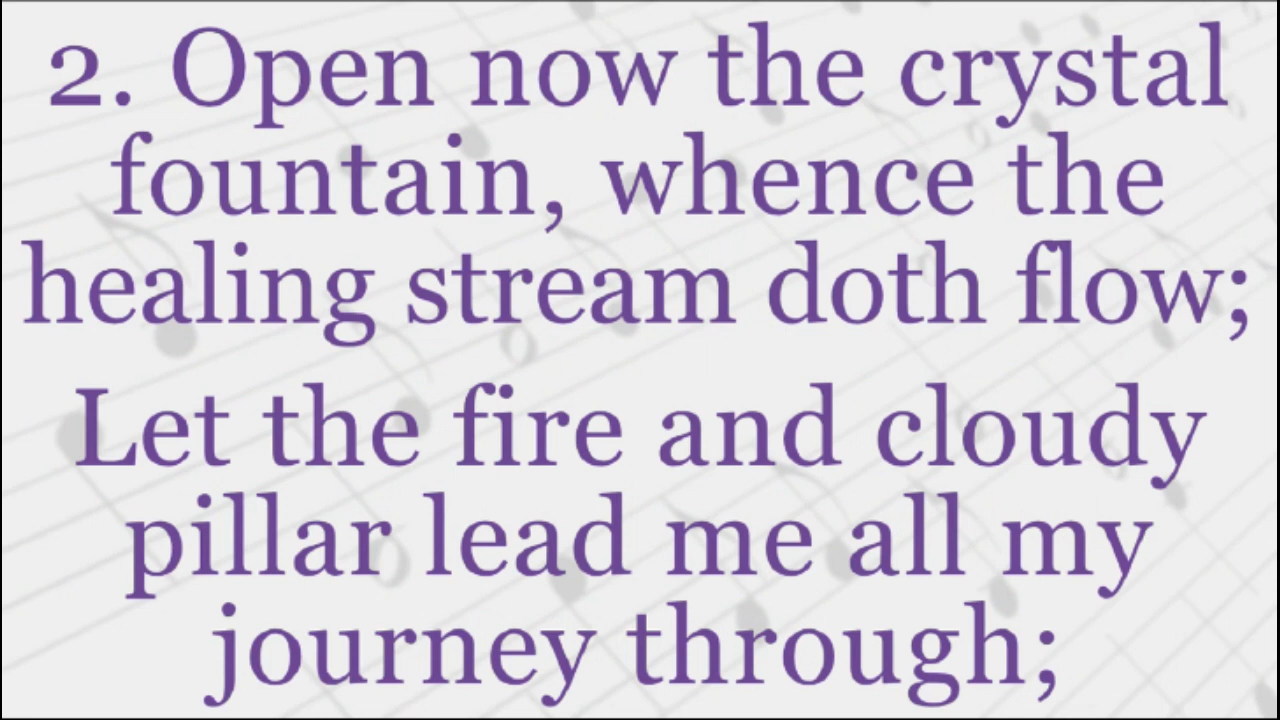 2. Open now the crystal
fountain, whence the
healing stream doth flow;
Let the fire and cloudy
pillar lead me all my
journey through;